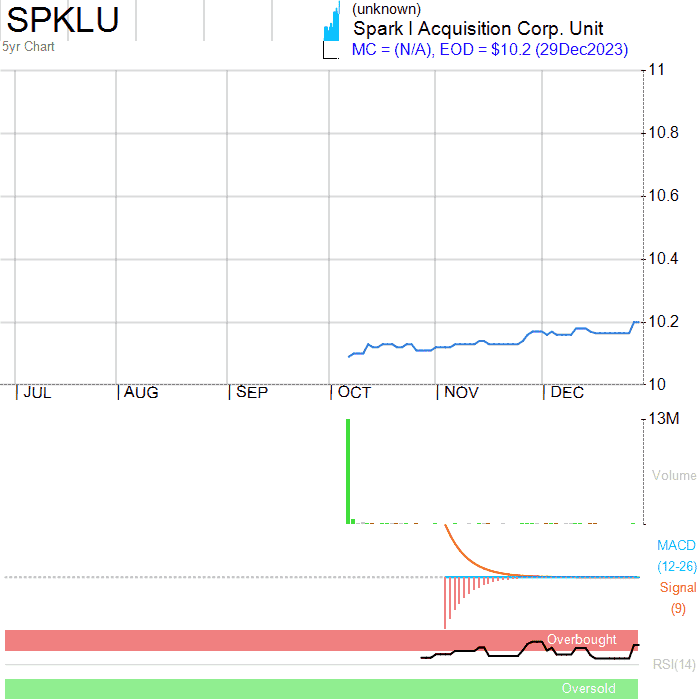 SPKLU
5yr Chart
(unknown)
Spark I Acquisition Corp. Unit
MC = (N/A), EOD = $10.2 (29Dec2023)
11
10.8
10.6
10.4
10.2
10
JUL AUG SEP OCT NOV DEC
13M
Volume
MACD
(12-26)
Signal
(9)
Overbought
RSI(14)
Oversold